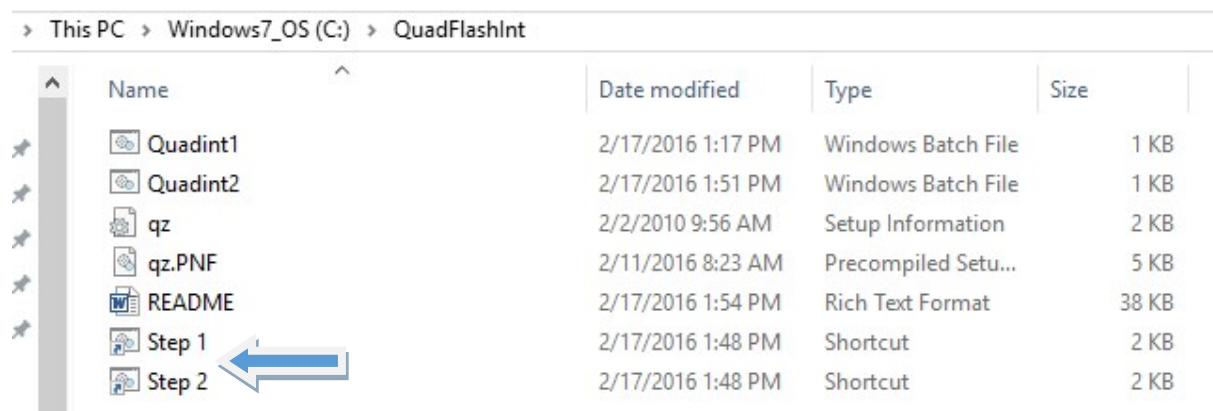 > This PC > Windows7_OS (C:) > QuadFlashInt
Name Date modified Type Size
Quadint1 2/17/2016 1:17 PM Windows Batch File 1 KB
Quadint2 2/17/2016 1:51 PM Windows Batch File 1 KB
qz 2/2/2010 9:56 AM Setup Information 2 KB
qz.PNF 2/11/2016 8:23 AM Precompiled Setu... 5 KB
README 2/17/2016 1:54 PM Rich Text Format 38 KB
Step 1 2/17/2016 1:48 PM Shortcut 2 KB
Step 2 2/17/2016 1:48 PM Shortcut 2 KB